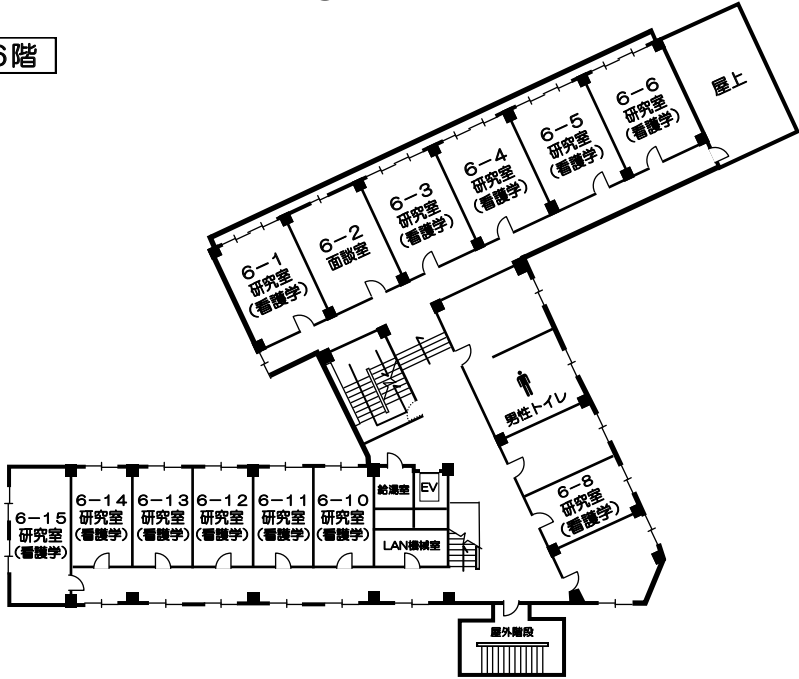 6階
屋上
6-6
研究室
(看護学)
6-5
研究室
(看護学)
6-4
研究室
(看護学)
6-3
研究室
(看護学)
6-2
面談室
6-1
研究室
(看護学)
男性トイレ
6-8
研究室
(看護学)
給湯室
EV
LAN機械室
6-10
研究室
(看護学)
6-11
研究室
(看護学)
6-12
研究室
(看護学)
6-13
研究室
(看護学)
6-14
研究室
(看護学)
6-15
研究室
(看護学)
屋外階段